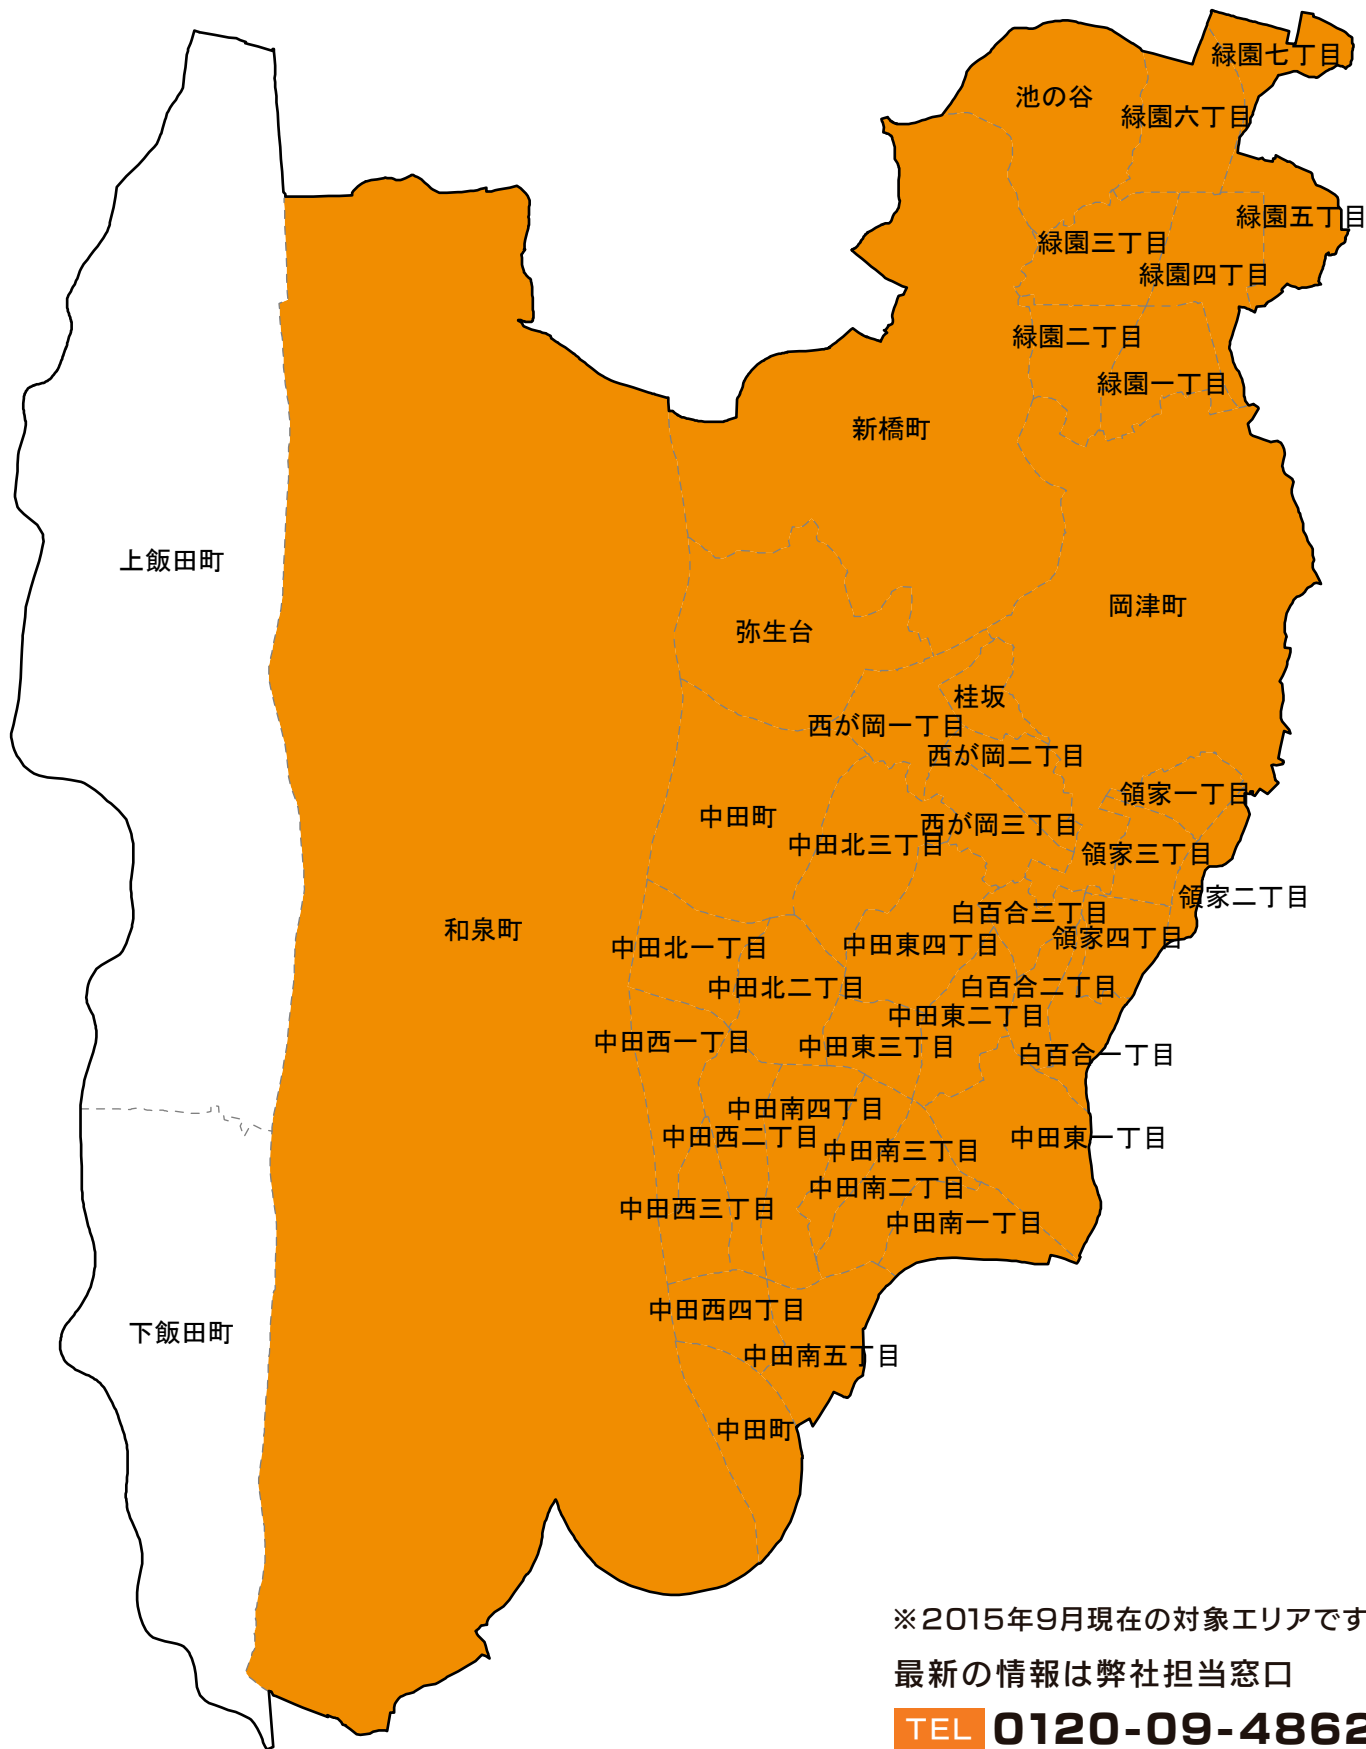 緑園七丁目
池の谷
緑園六丁目
緑園五丁目
緑園三丁目
緑園四丁目
緑園二丁目
緑園一丁目
新橋町
上飯田町
岡津町
弥生台
桂坂
西が岡一丁目
西が岡二丁目
領家一丁目
中田町
西が岡三丁目
中田北三丁目
領家三丁目
領家二丁目
白百合三丁目
和泉町
領家四丁目
中田北一丁目
中田東四丁目
中田北二丁目
白百合二丁目
中田東二丁目
中田西一丁目
中田東三丁目
白百合一丁目
中田南四丁目
中田西二丁目
中田東一丁目
中田南三丁目
中田南二丁目
中田西三丁目
中田南一丁目
中田西四丁目
下飯田町
中田南五丁目
中田町
※2015年9月現在の対象エリアです
最新の情報は弊社担当窓口
TEL 0120-09-4862